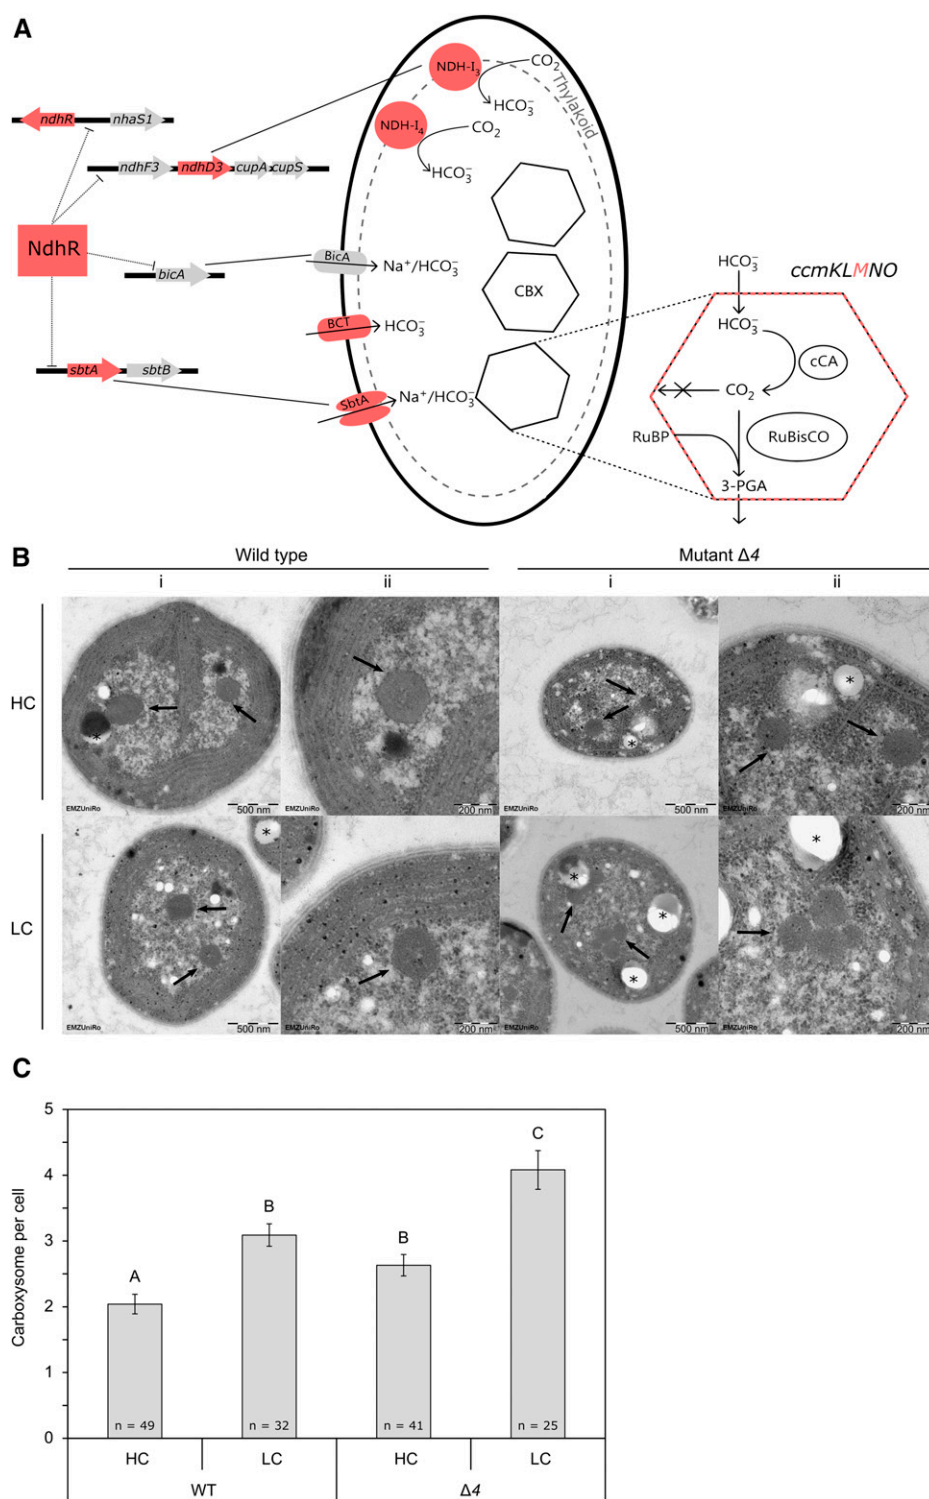 A
NDH-I3
CO2
HCO3−
Thylakoid
ndhR nhaS1
NDH-I4
CO2
HCO3−
ndhF3 ndhD3 cupA cupS
NdhR
bicA
BicA
Na+/HCO3−
CBX
HCO3−
ccmKLMNO
BCT
HCO3−
HCO3−
cCA
sbtA sbtB
SbtA
Na+/HCO3−
CO2
RuBP
RuBisCO
3-PGA
B
Wild type Mutant Δ4
i ii i ii
HC
*
*
*
EMZUniRo 500 nm
EMZUniRo 200 nm
EMZUniRo 500 nm
EMZUniRo 200 nm
LC
*
*
*
*
*
EMZUniRo 500 nm
EMZUniRo 200 nm
EMZUniRo 500 nm
EMZUniRo 200 nm
C
Carboxysome per cell
5
4
3
2
1
0
A
B
B
C
n = 49
n = 32
n = 41
n = 25
HC LC HC LC
WT Δ4